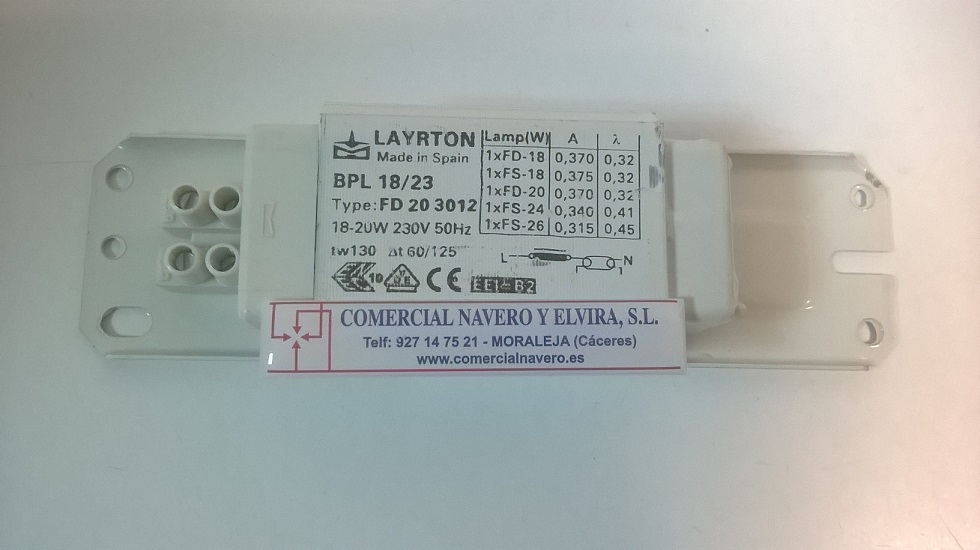 LAYRTON
Made in Spain
BPL 18/23
Type: FD 20 3012
18-20W 230V 50Hz
tw130 Δt 60/125
Lamp(W) A λ
1xFD-18 0,370 0,32
1xFS-18 0,375 0,32
1xFD-20 0,370 0,32
1xFS-24 0,340 0,41
1xFS-26 0,315 0,45
L N
10 VDE CE EEI=B2
COMERCIAL NAVERO Y ELVIRA, S.L.
Telf: 927 14 75 21 - MORALEJA (Cáceres)
www.comercialnavero.es